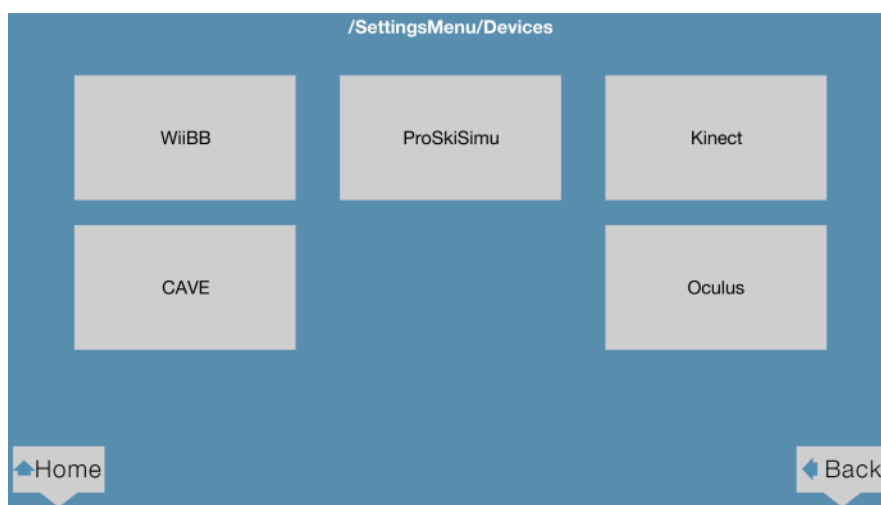 /SettingsMenu/Devices
WiiBB
ProSkiSimu
Kinect
CAVE
Oculus
Home
Back